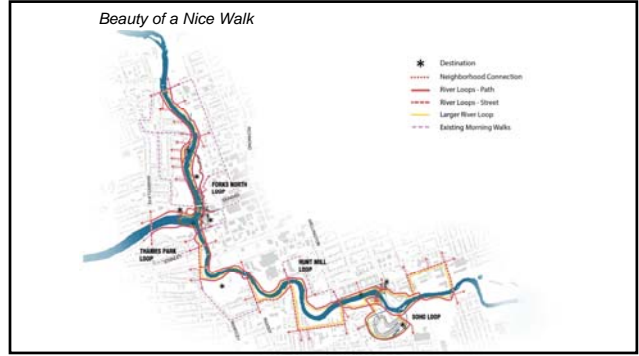 Beauty of a Nice Walk
* Destination
Neighborhood Connection
River Loops - Path
River Loops - Street
Larger River Loop
Existing Morning Walks
FORKS NORTH
LOOP
THAMES PARK
LOOP
HUNT MILL
LOOP
SOHO LOOP